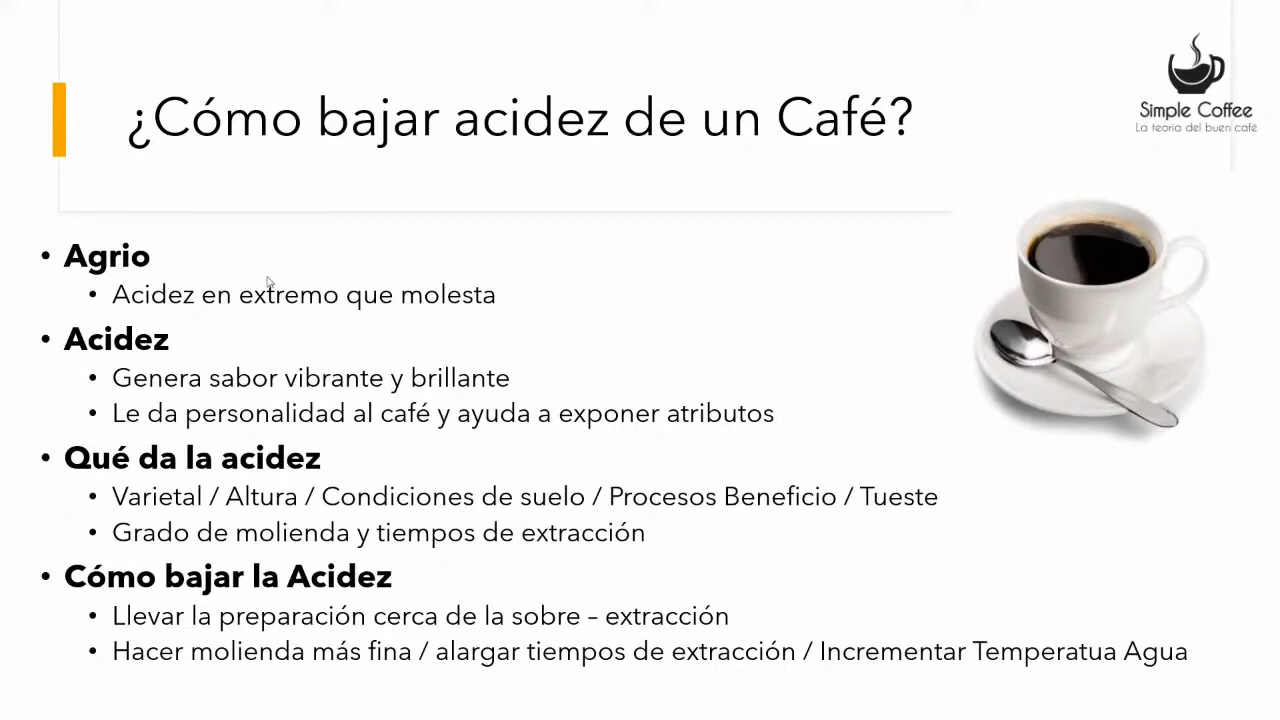 ¿Cómo bajar acidez de un Café?
Simple Coffee
La teoria del buen café
• Agrio
• Acidez en extremo que molesta
• Acidez
• Genera sabor vibrante y brillante
• Le da personalidad al café y ayuda a exponer atributos
• Qué da la acidez
• Varietal / Altura / Condiciones de suelo / Procesos Beneficio / Tueste
• Grado de molienda y tiempos de extracción
• Cómo bajar la Acidez
• Llevar la preparación cerca de la sobre – extracción
• Hacer molienda más fina / alargar tiempos de extracción / Incrementar Temperatua Agua